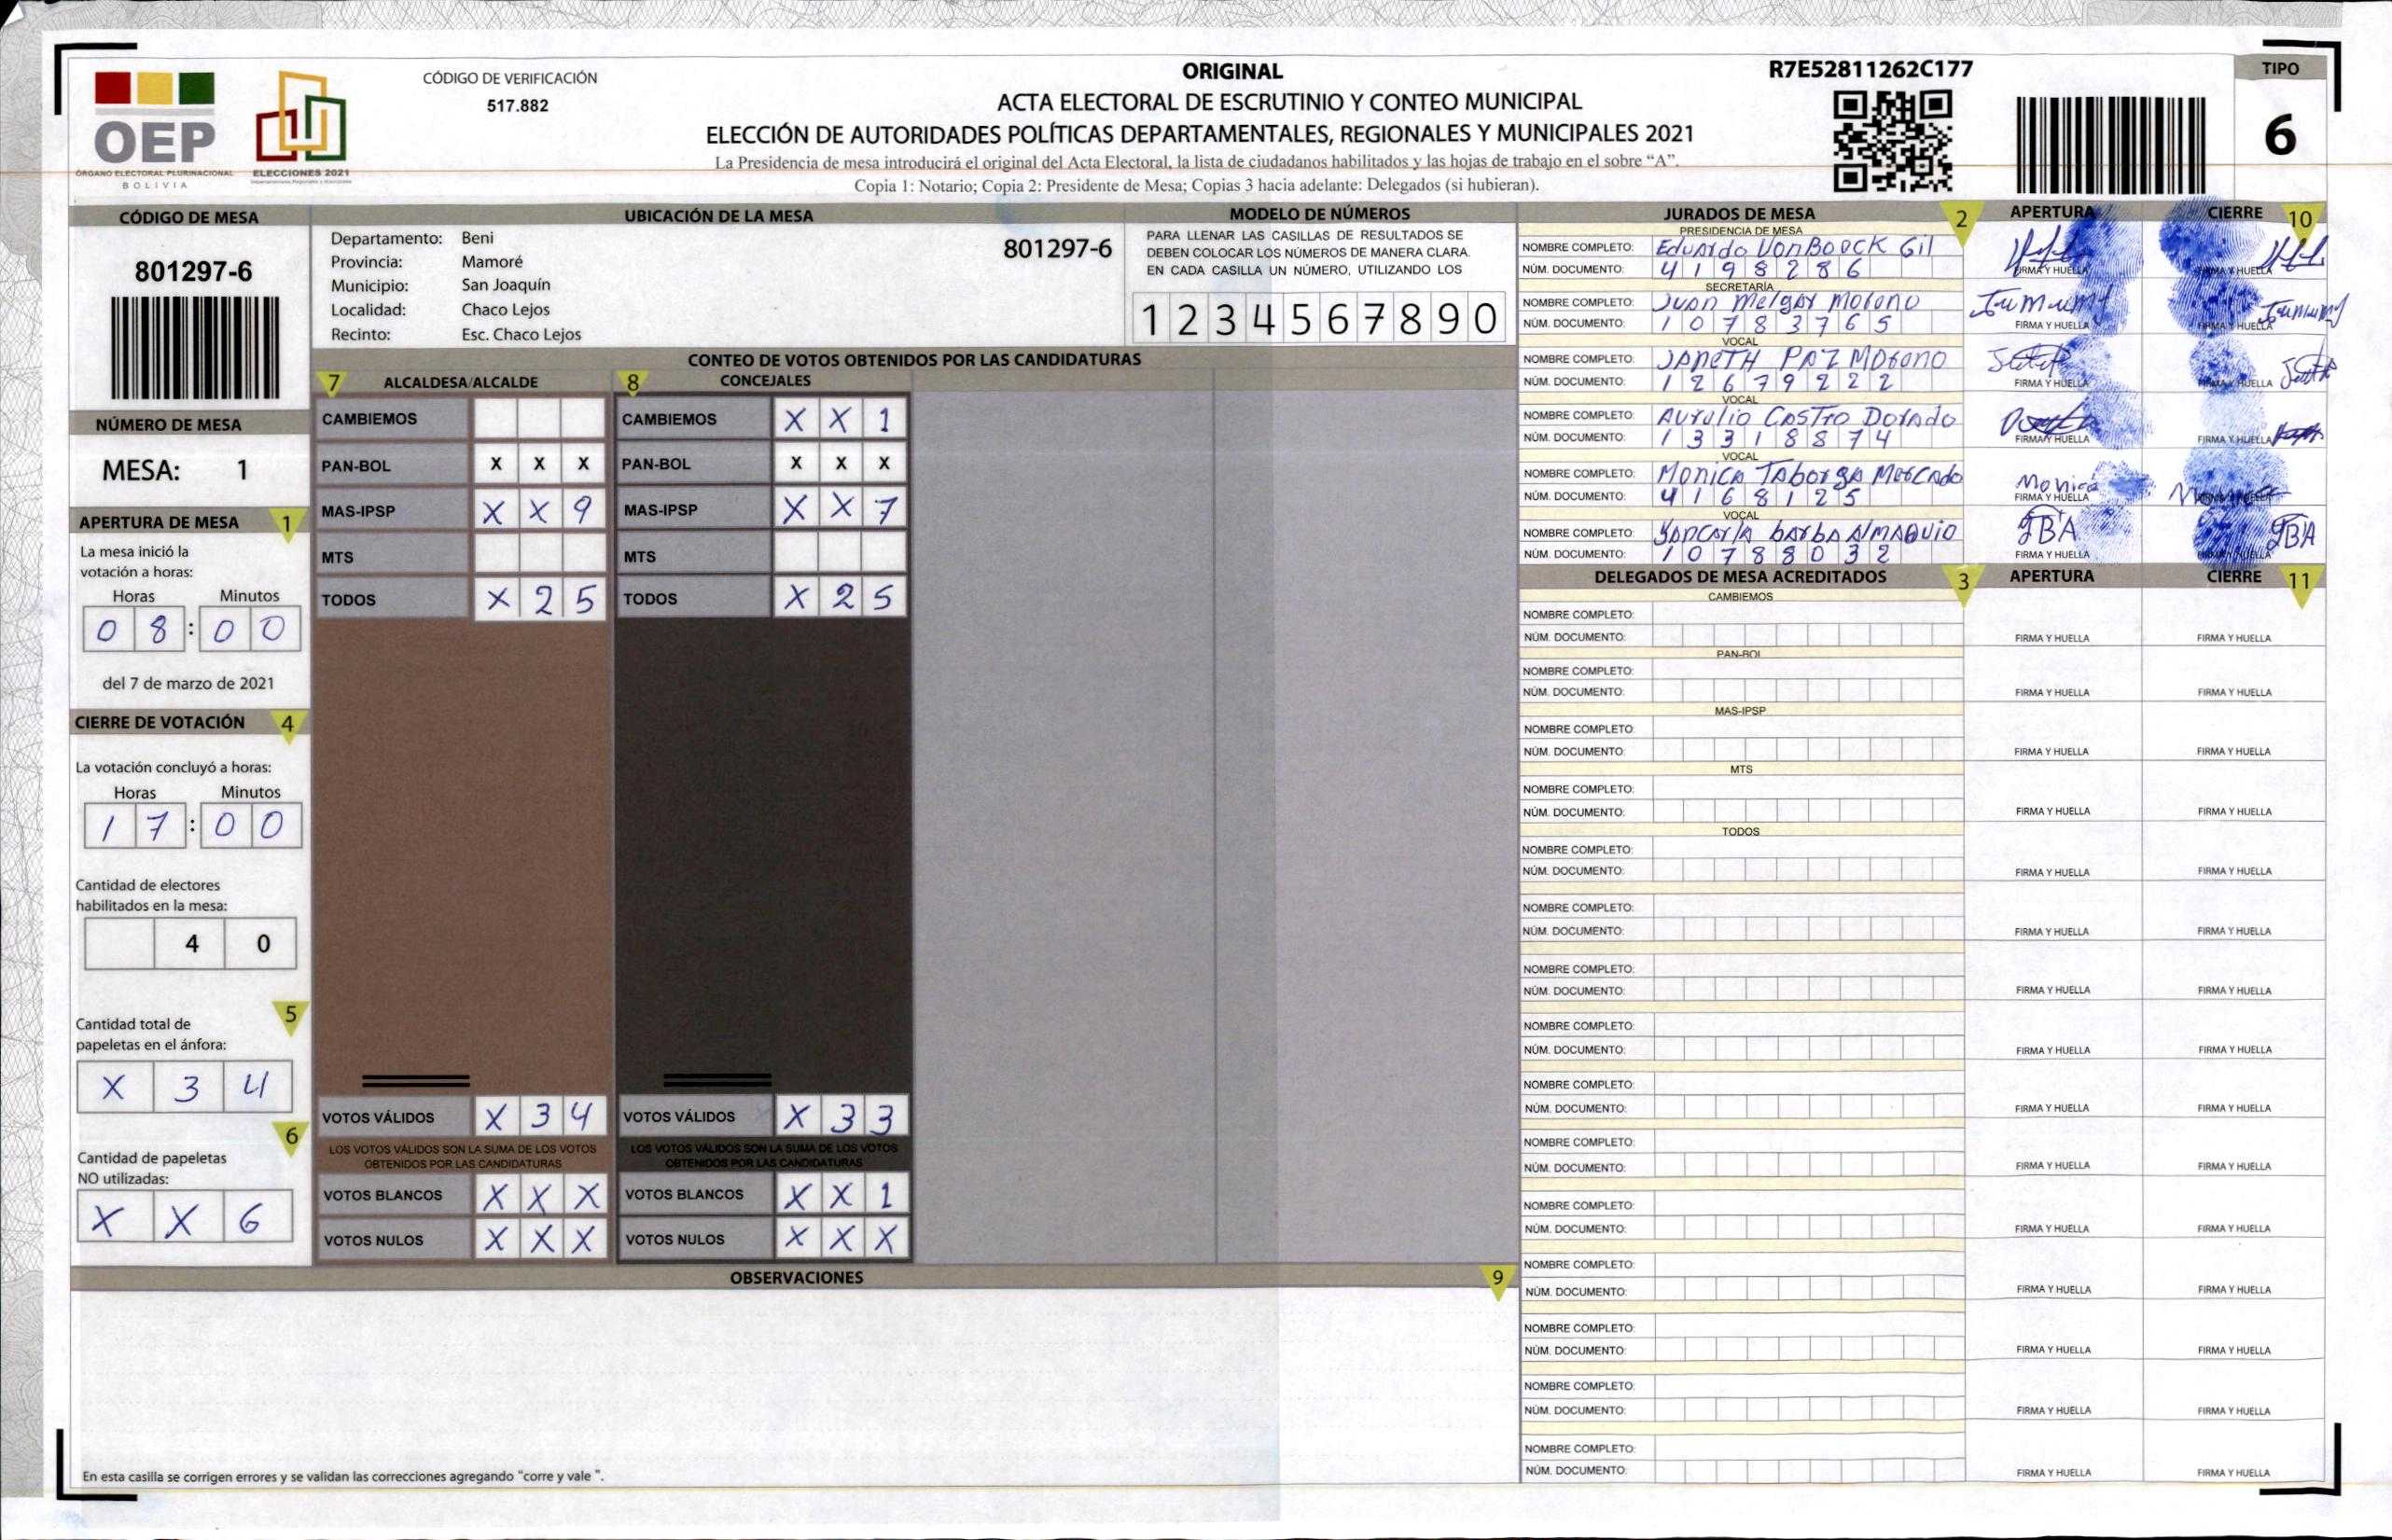 OEP
ÓRGANO ELECTORAL PLURINACIONAL
BOLIVIA
ELECCIONES 2021
CÓDIGO DE VERIFICACIÓN
517.882
ORIGINAL
ACTA ELECTORAL DE ESCRUTINIO Y CONTEO MUNICIPAL
ELECCIÓN DE AUTORIDADES POLÍTICAS DEPARTAMENTALES, REGIONALES Y MUNICIPALES 2021
La Presidencia de mesa introducirá el original del Acta Electoral, la lista de ciudadanos habilitados y las hojas de trabajo en el sobre “A”.
Copia 1: Notario; Copia 2: Presidente de Mesa; Copias 3 hacia adelante: Delegados (si hubieran).
R7E52811262C177
TIPO
6
CÓDIGO DE MESA
801297-6
NÚMERO DE MESA
MESA: 1
APERTURA DE MESA 1
La mesa inició la
votación a horas:
Horas Minutos
0 8 : 0 0
del 7 de marzo de 2021
CIERRE DE VOTACIÓN 4
La votación concluyó a horas:
Horas Minutos
1 7 : 0 0
Cantidad de electores
habilitados en la mesa:
4 0
5
Cantidad total de
papeletas en el ánfora:
X 3 4
6
Cantidad de papeletas
NO utilizadas:
X X 6
UBICACIÓN DE LA MESA
Departamento: Beni
Provincia: Mamoré
Municipio: San Joaquín
Localidad: Chaco Lejos
Recinto: Esc. Chaco Lejos
801297-6
MODELO DE NÚMEROS
PARA LLENAR LAS CASILLAS DE RESULTADOS SE
DEBEN COLOCAR LOS NÚMEROS DE MANERA CLARA.
EN CADA CASILLA UN NÚMERO, UTILIZANDO LOS
1 2 3 4 5 6 7 8 9 0
CONTEO DE VOTOS OBTENIDOS POR LAS CANDIDATURAS
7 ALCALDESA/ALCALDE
CAMBIEMOS
PAN-BOL X X X
MAS-IPSP X X 9
MTS
TODOS X 2 5
VOTOS VÁLIDOS X 3 4
LOS VOTOS VÁLIDOS SON LA SUMA DE LOS VOTOS
OBTENIDOS POR LAS CANDIDATURAS
VOTOS BLANCOS X X X
VOTOS NULOS X X X
8 CONCEJALES
CAMBIEMOS X X 1
PAN-BOL X X X
MAS-IPSP X X 7
MTS
TODOS X 2 5
VOTOS VÁLIDOS X 3 3
LOS VOTOS VÁLIDOS SON LA SUMA DE LOS VOTOS
OBTENIDOS POR LAS CANDIDATURAS
VOTOS BLANCOS X X 1
VOTOS NULOS X X X
OBSERVACIONES 9
En esta casilla se corrigen errores y se validan las correcciones agregando “corre y vale ”.
JURADOS DE MESA 2 APERTURA CIERRE 10
PRESIDENCIA DE MESA
NOMBRE COMPLETO: Eduardo VonBoeck Gil
NÚM. DOCUMENTO: 4 1 9 8 2 8 6 FIRMA Y HUELLA FIRMA Y HUELLA
SECRETARÍA
NOMBRE COMPLETO: Juan Melgar Moreno
NÚM. DOCUMENTO: 1 0 7 8 3 7 6 5 FIRMA Y HUELLA FIRMA Y HUELLA
VOCAL
NOMBRE COMPLETO: JANETH PAZ Moreno
NÚM. DOCUMENTO: 1 2 6 7 9 2 2 2 FIRMA Y HUELLA FIRMA Y HUELLA
VOCAL
NOMBRE COMPLETO: Aurelio Castro Dorado
NÚM. DOCUMENTO: 1 3 3 1 8 8 7 4 FIRMA Y HUELLA FIRMA Y HUELLA
VOCAL
NOMBRE COMPLETO: Monica Taborga Mercado
NÚM. DOCUMENTO: 4 1 6 8 1 2 5 Monica FIRMA Y HUELLA FIRMA Y HUELLA
VOCAL
NOMBRE COMPLETO: Yancarla barba Almaquio
NÚM. DOCUMENTO: 1 0 7 8 8 0 3 2 FIRMA Y HUELLA FIRMA Y HUELLA
DELEGADOS DE MESA ACREDITADOS 3 APERTURA CIERRE 11
CAMBIEMOS
NOMBRE COMPLETO:
NÚM. DOCUMENTO: FIRMA Y HUELLA FIRMA Y HUELLA
PAN-BOL
NOMBRE COMPLETO:
NÚM. DOCUMENTO: FIRMA Y HUELLA FIRMA Y HUELLA
MAS-IPSP
NOMBRE COMPLETO:
NÚM. DOCUMENTO: FIRMA Y HUELLA FIRMA Y HUELLA
MTS
NOMBRE COMPLETO:
NÚM. DOCUMENTO: FIRMA Y HUELLA FIRMA Y HUELLA
TODOS
NOMBRE COMPLETO:
NÚM. DOCUMENTO: FIRMA Y HUELLA FIRMA Y HUELLA
NOMBRE COMPLETO:
NÚM. DOCUMENTO: FIRMA Y HUELLA FIRMA Y HUELLA
NOMBRE COMPLETO:
NÚM. DOCUMENTO: FIRMA Y HUELLA FIRMA Y HUELLA
NOMBRE COMPLETO:
NÚM. DOCUMENTO: FIRMA Y HUELLA FIRMA Y HUELLA
NOMBRE COMPLETO:
NÚM. DOCUMENTO: FIRMA Y HUELLA FIRMA Y HUELLA
NOMBRE COMPLETO:
NÚM. DOCUMENTO: FIRMA Y HUELLA FIRMA Y HUELLA
NOMBRE COMPLETO:
NÚM. DOCUMENTO: FIRMA Y HUELLA FIRMA Y HUELLA
NOMBRE COMPLETO:
NÚM. DOCUMENTO: FIRMA Y HUELLA FIRMA Y HUELLA
NOMBRE COMPLETO:
NÚM. DOCUMENTO: FIRMA Y HUELLA FIRMA Y HUELLA
NOMBRE COMPLETO:
NÚM. DOCUMENTO: FIRMA Y HUELLA FIRMA Y HUELLA
NOMBRE COMPLETO:
NÚM. DOCUMENTO: FIRMA Y HUELLA FIRMA Y HUELLA